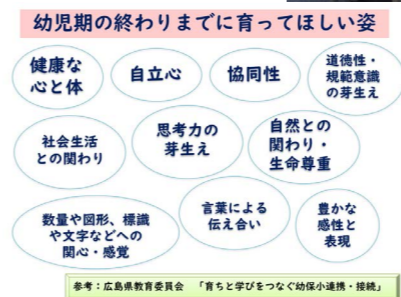 幼児期の終わりまでに育ってほしい姿
健康な
心と体
自立心
協同性
道徳性・
規範意識
の芽生え
社会生活
との関わり
思考力の
芽生え
自然との
関わり・
生命尊重
数量や図形、標識
や文字などへの
関心・感覚
言葉による
伝え合い
豊かな
感性と
表現
参考：広島県教育委員会　「育ちと学びをつなぐ幼保小連携・接続」